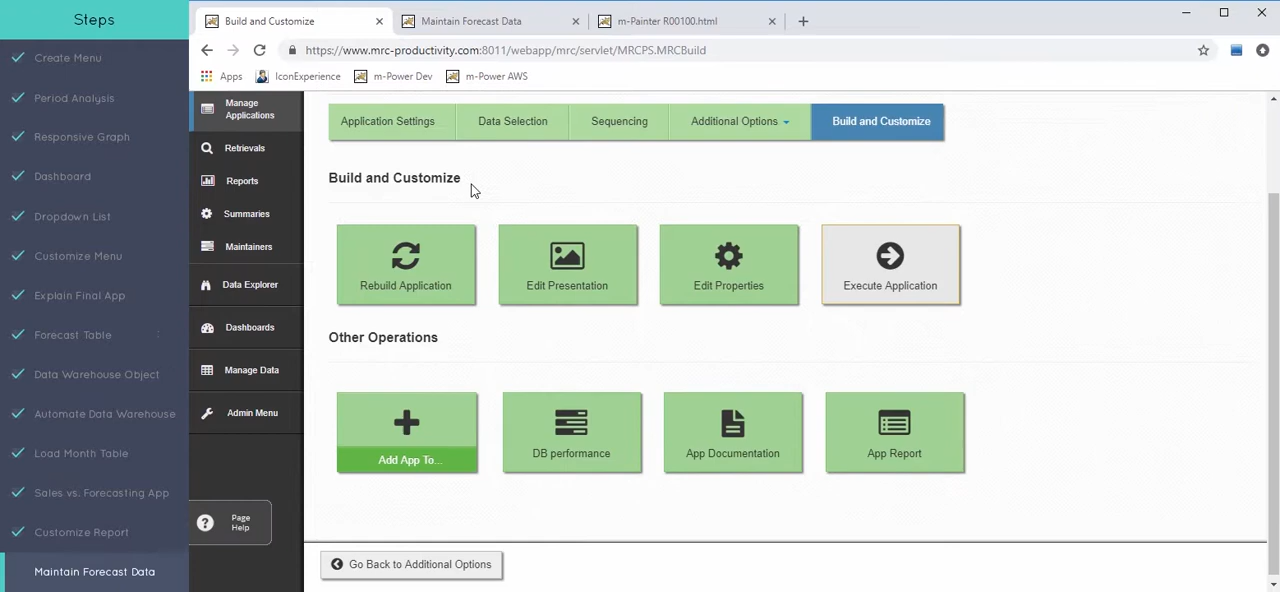 Steps
Create Menu
Period Analysis
Responsive Graph
Dashboard
Dropdown List
Customize Menu
Explain Final App
Forecast Table
Data Warehouse Object
Automate Data Warehouse
Load Month Table
Sales vs. Forecasting App
Customize Report
Maintain Forecast Data
Build and Customize
Maintain Forecast Data
m-Painter R00100.html
https://www.mrc-productivity.com:8011/webapp/mrc/servlet/MRCPS.MRCBuild
Apps
IconExperience
m-Power Dev
m-Power AWS
Manage
Applications
Retrievals
Reports
Summaries
Maintainers
Data Explorer
Dashboards
Manage Data
Admin Menu
Page
Help
Application Settings
Data Selection
Sequencing
Additional Options
Build and Customize
Build and Customize
Rebuild Application
Edit Presentation
Edit Properties
Execute Application
Other Operations
Add App To...
DB performance
App Documentation
App Report
Go Back to Additional Options